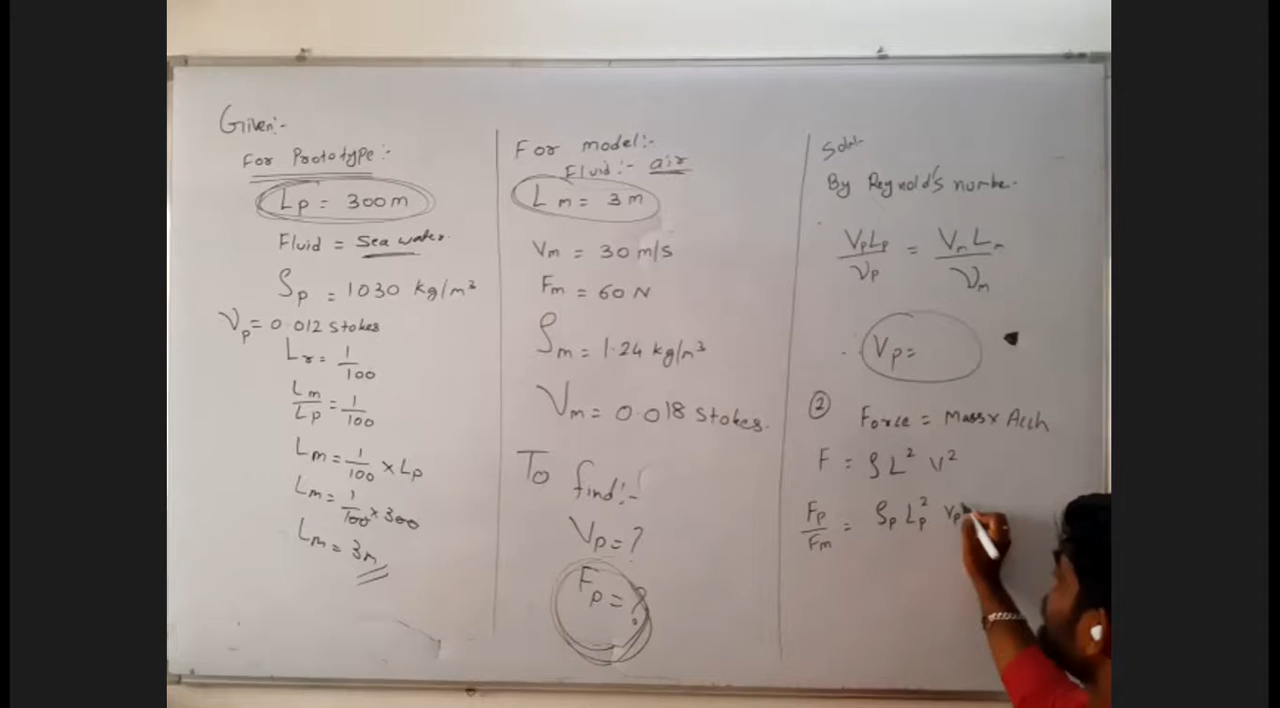 Given:-
For Prototype:-
Lp = 300m
Fluid = Sea water.
ρp = 1030 kg/m³
νp = 0.012 Stokes
Lr = 1/100
Lm/Lp = 1/100
Lm = 1/100 × Lp
Lm = 1/100 × 300
Lm = 3m
For model:-
Fluid:- air
Lm = 3m
Vm = 30 m/s
Fm = 60 N
ρm = 1.24 kg/m³
νm = 0.018 Stokes.
To
find:-
Vp = ?
Fp = ?
Soln:-
By Reynold's number.
VpLp/νp = VmLm/νm
Vp =
② Force = Mass × Accln
F = ρ L² V²
Fp/Fm = ρp Lp² Vp